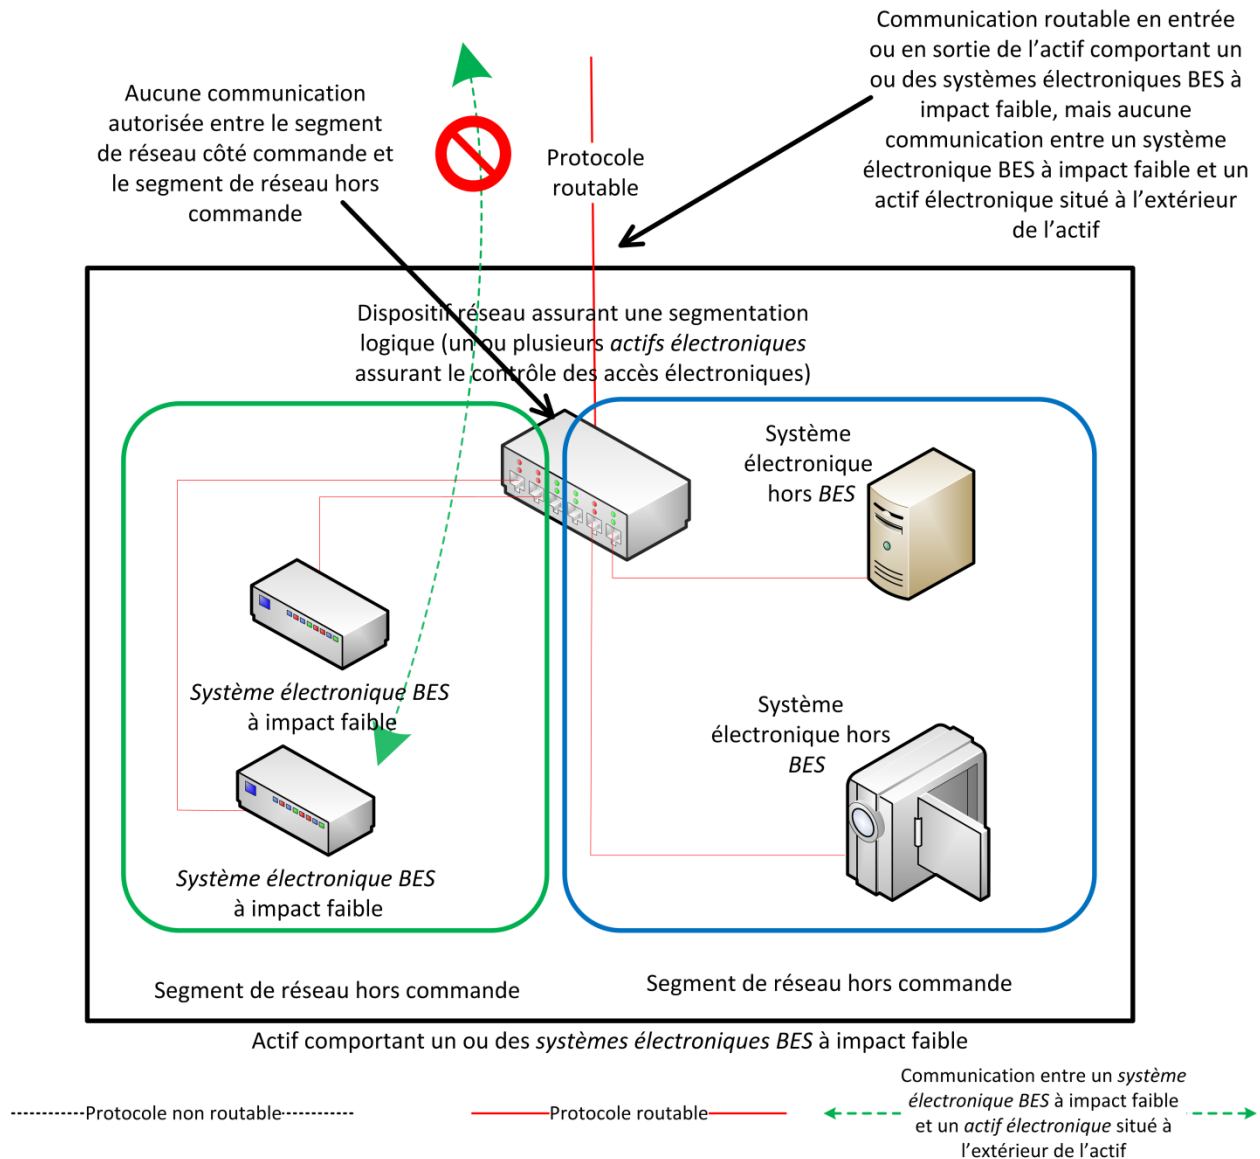 Communication routable en entrée
ou en sortie de l’actif comportant un
ou des systèmes électroniques BES à
impact faible, mais aucune
communication entre un système
électronique BES à impact faible et un
actif électronique situé à l’extérieur
de l’actif
Aucune communication
autorisée entre le segment
de réseau côté commande et
le segment de réseau hors
commande
Protocole
routable
Dispositif réseau assurant une segmentation
logique (un ou plusieurs actifs électroniques
assurant le contrôle des accès électroniques)
Système
électronique
hors BES
Système électronique BES
à impact faible
Système
électronique hors
BES
Système électronique BES
à impact faible
Segment de réseau hors commande
Segment de réseau hors commande
Actif comportant un ou des systèmes électroniques BES à impact faible
Protocole non routable
Protocole routable
Communication entre un système
électronique BES à impact faible
et un actif électronique situé à
l’extérieur de l’actif